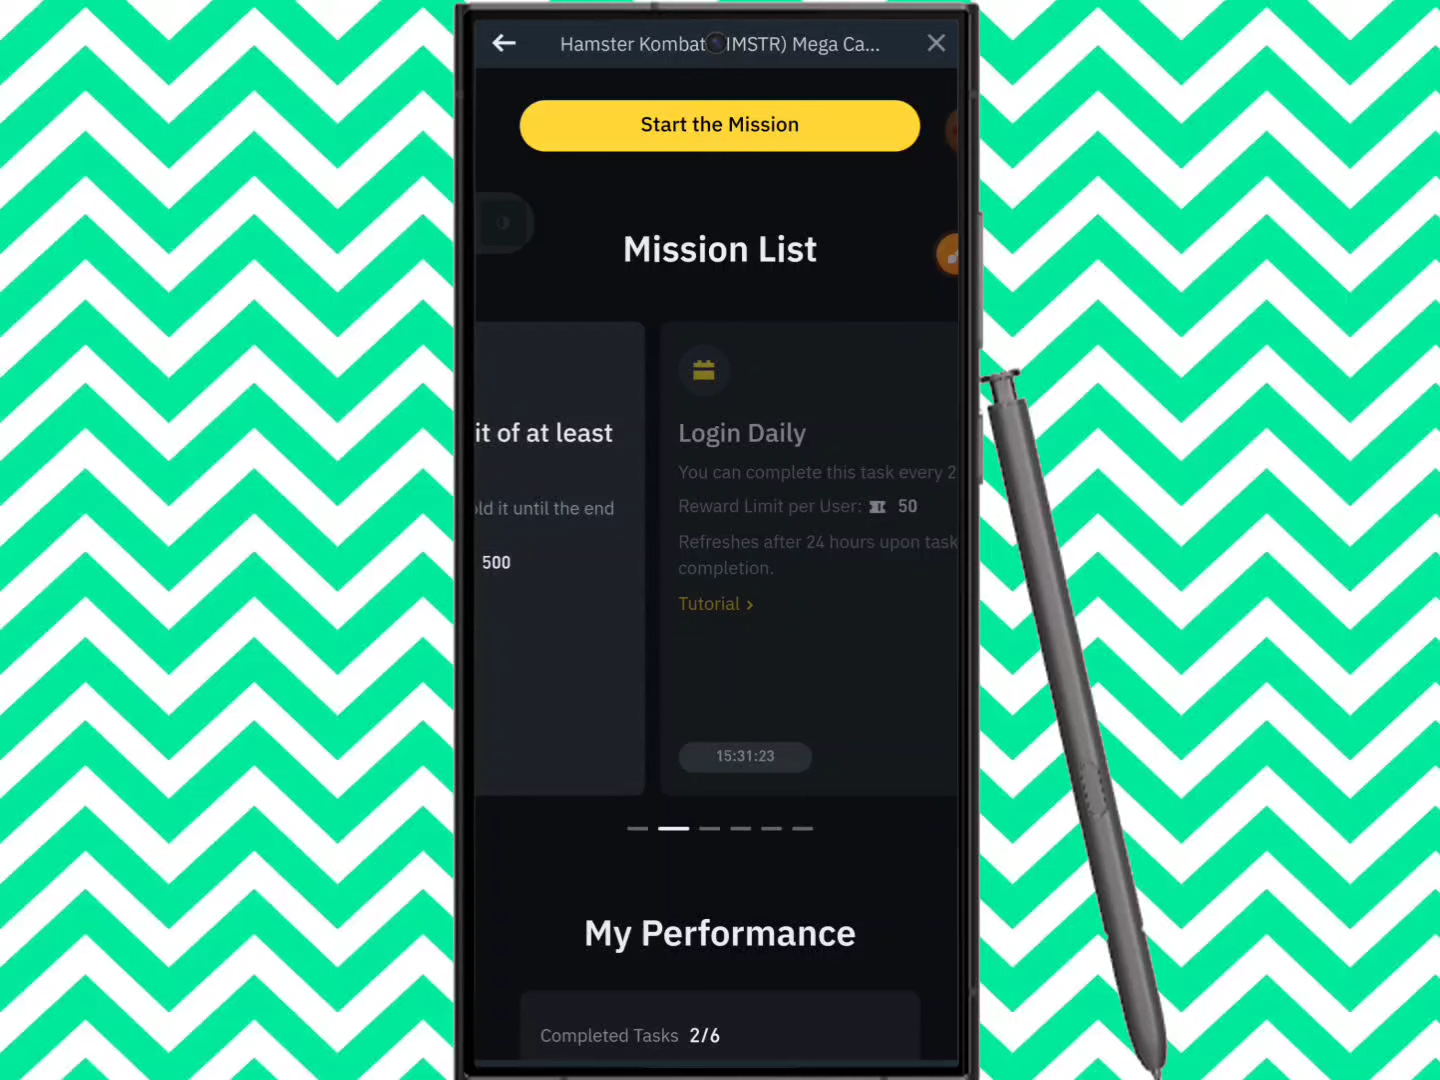 Hamster Kombat IMSTR) Mega Ca...
Start the Mission
Mission List
it of at least
old it until the end
500
Login Daily
You can complete this task every 2
Reward Limit per User: 50
Refreshes after 24 hours upon task
completion.
Tutorial >
15:31:23
My Performance
Completed Tasks 2/6